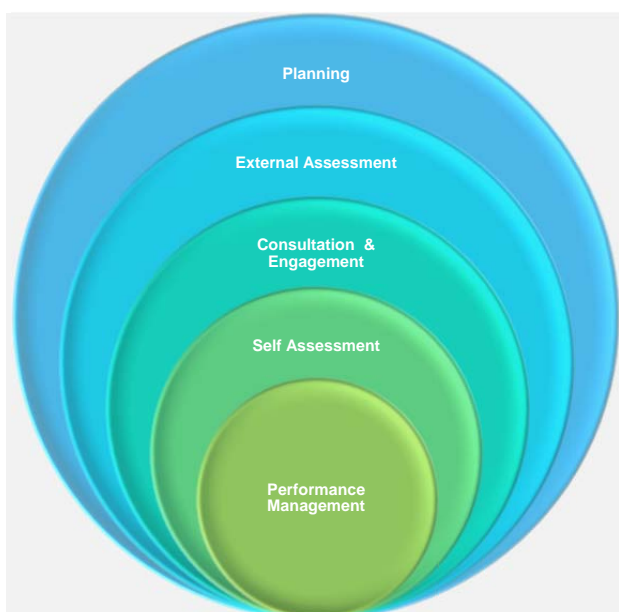 Planning
External Assessment
Consultation &
Engagement
Self Assessment
Performance
Management